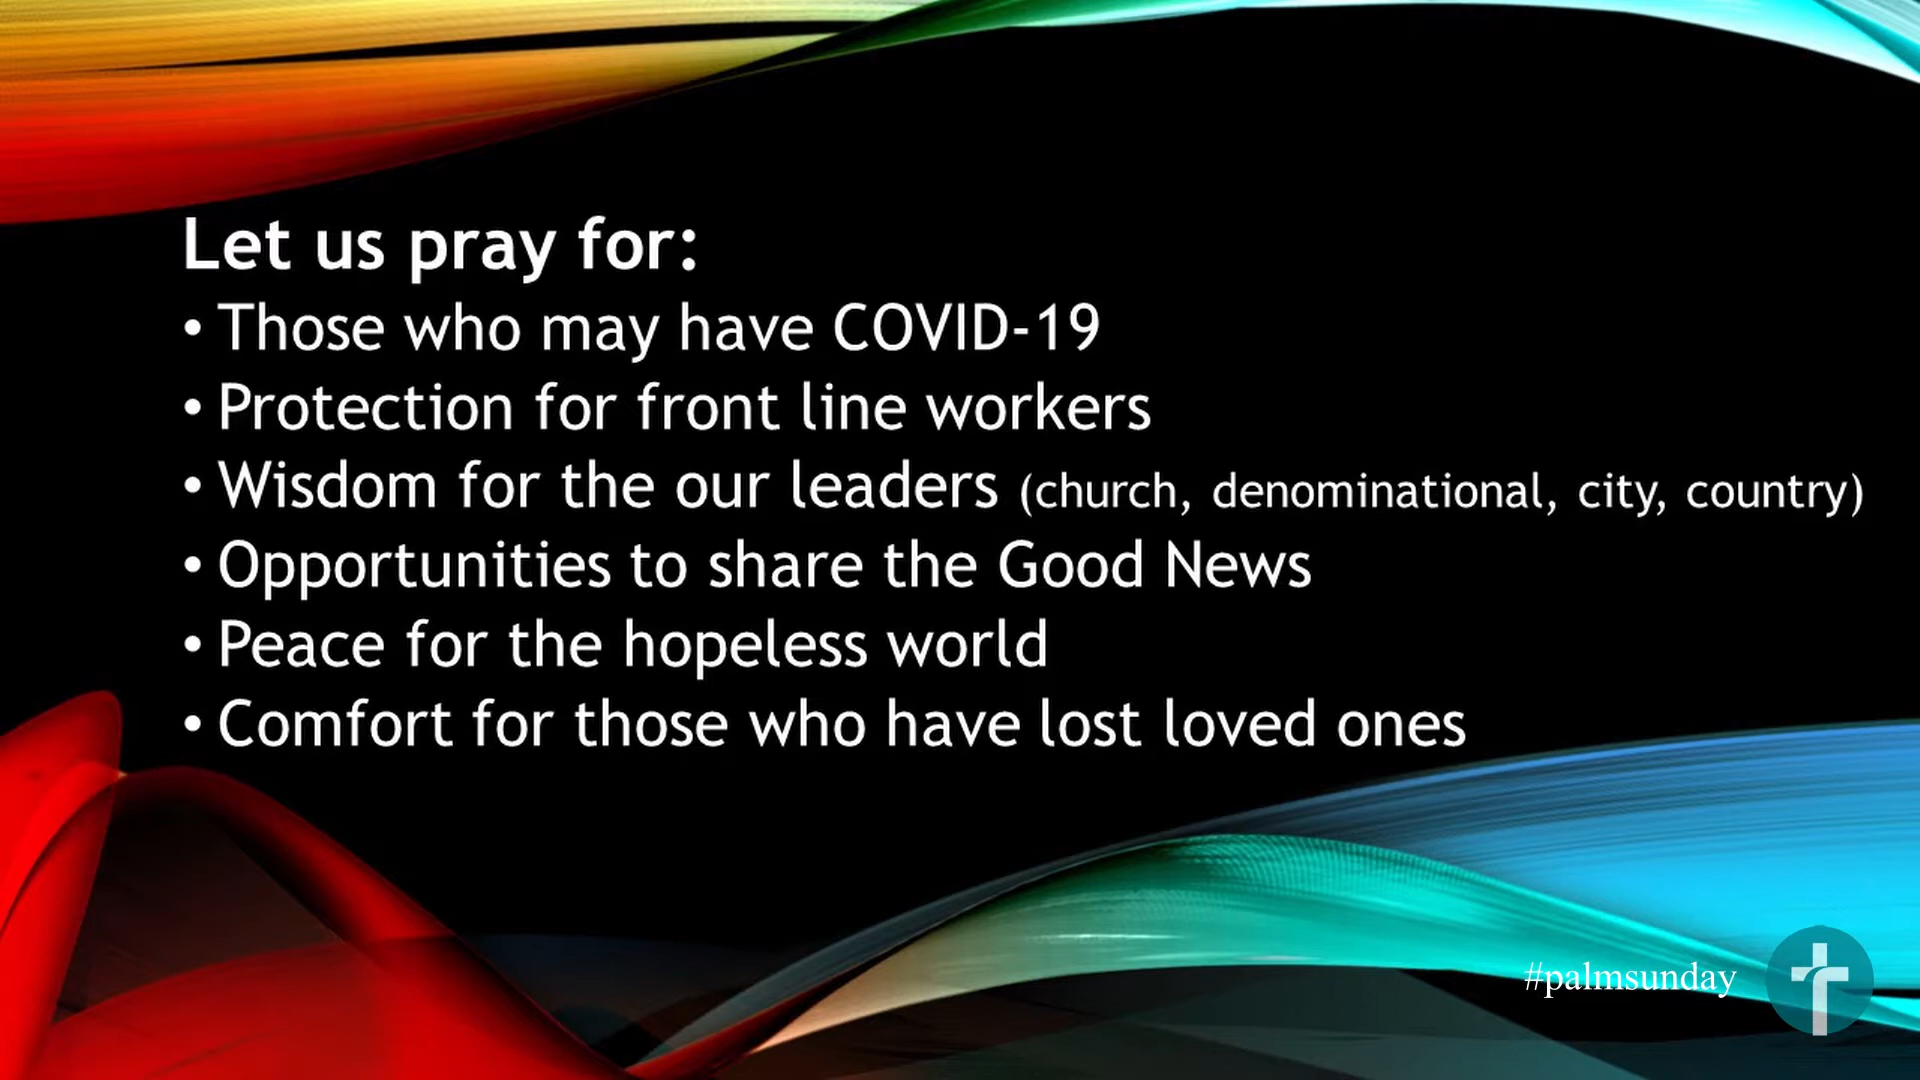 Let us pray for:
• Those who may have COVID-19
• Protection for front line workers
• Wisdom for the our leaders (church, denominational, city, country)
• Opportunities to share the Good News
• Peace for the hopeless world
• Comfort for those who have lost loved ones
#palmsunday